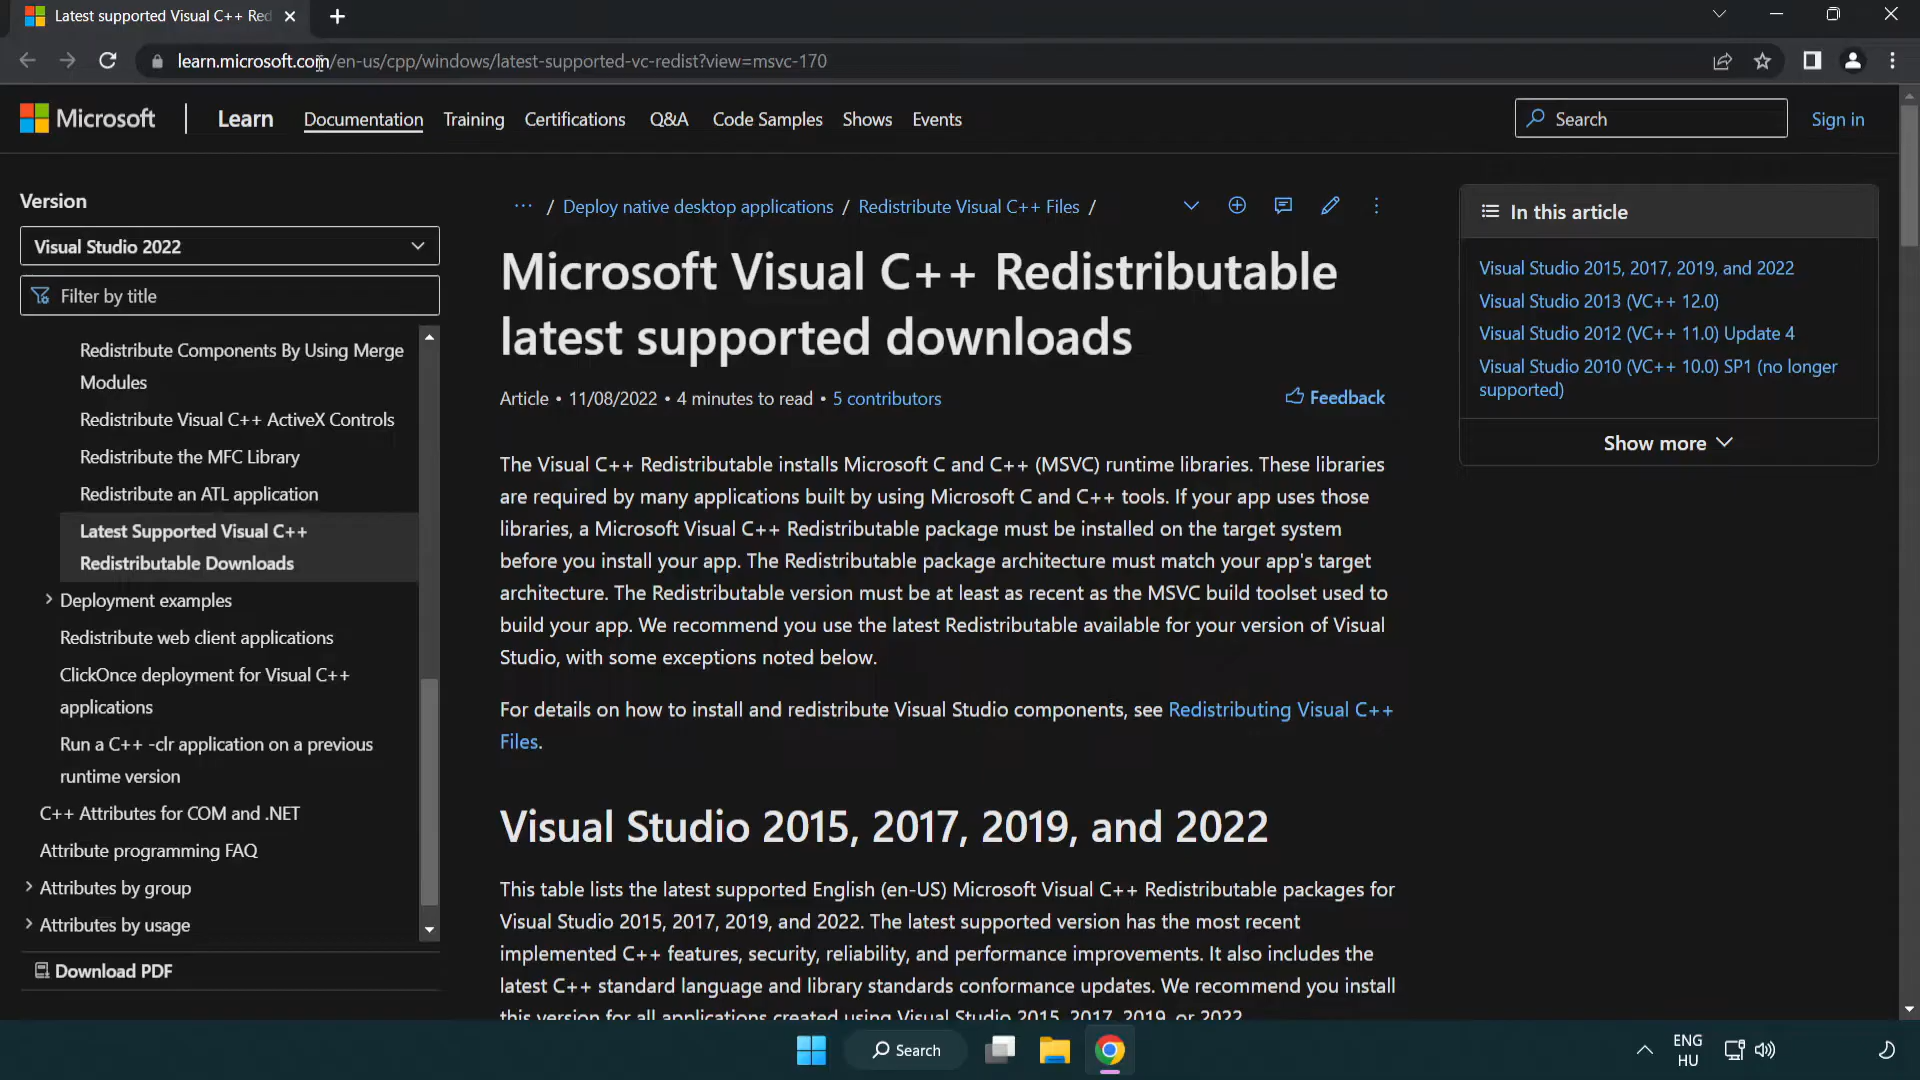 Latest supported Visual C++ Red
learn.microsoft.com/en-us/cpp/windows/latest-supported-vc-redist?view=msvc-170
Microsoft
Learn
Documentation
Training
Certifications
Q&A
Code Samples
Shows
Events
Search
Sign in
Version
Visual Studio 2022
Filter by title
Redistribute Components By Using Merge
Modules
Redistribute Visual C++ ActiveX Controls
Redistribute the MFC Library
Redistribute an ATL application
Latest Supported Visual C++
Redistributable Downloads
Deployment examples
Redistribute web client applications
ClickOnce deployment for Visual C++
applications
Run a C++ -clr application on a previous
runtime version
C++ Attributes for COM and .NET
Attribute programming FAQ
Attributes by group
Attributes by usage
Download PDF
... / Deploy native desktop applications / Redistribute Visual C++ Files /
Microsoft Visual C++ Redistributable
latest supported downloads
Article • 11/08/2022 • 4 minutes to read • 5 contributors
Feedback
The Visual C++ Redistributable installs Microsoft C and C++ (MSVC) runtime libraries. These libraries
are required by many applications built by using Microsoft C and C++ tools. If your app uses those
libraries, a Microsoft Visual C++ Redistributable package must be installed on the target system
before you install your app. The Redistributable package architecture must match your app's target
architecture. The Redistributable version must be at least as recent as the MSVC build toolset used to
build your app. We recommend you use the latest Redistributable available for your version of Visual
Studio, with some exceptions noted below.
For details on how to install and redistribute Visual Studio components, see Redistributing Visual C++
Files.
Visual Studio 2015, 2017, 2019, and 2022
This table lists the latest supported English (en-US) Microsoft Visual C++ Redistributable packages for
Visual Studio 2015, 2017, 2019, and 2022. The latest supported version has the most recent
implemented C++ features, security, reliability, and performance improvements. It also includes the
latest C++ standard language and library standards conformance updates. We recommend you install
this version for all applications created using Visual Studio 2015, 2017, 2019, or 2022.
In this article
Visual Studio 2015, 2017, 2019, and 2022
Visual Studio 2013 (VC++ 12.0)
Visual Studio 2012 (VC++ 11.0) Update 4
Visual Studio 2010 (VC++ 10.0) SP1 (no longer
supported)
Show more
Search
ENG
HU